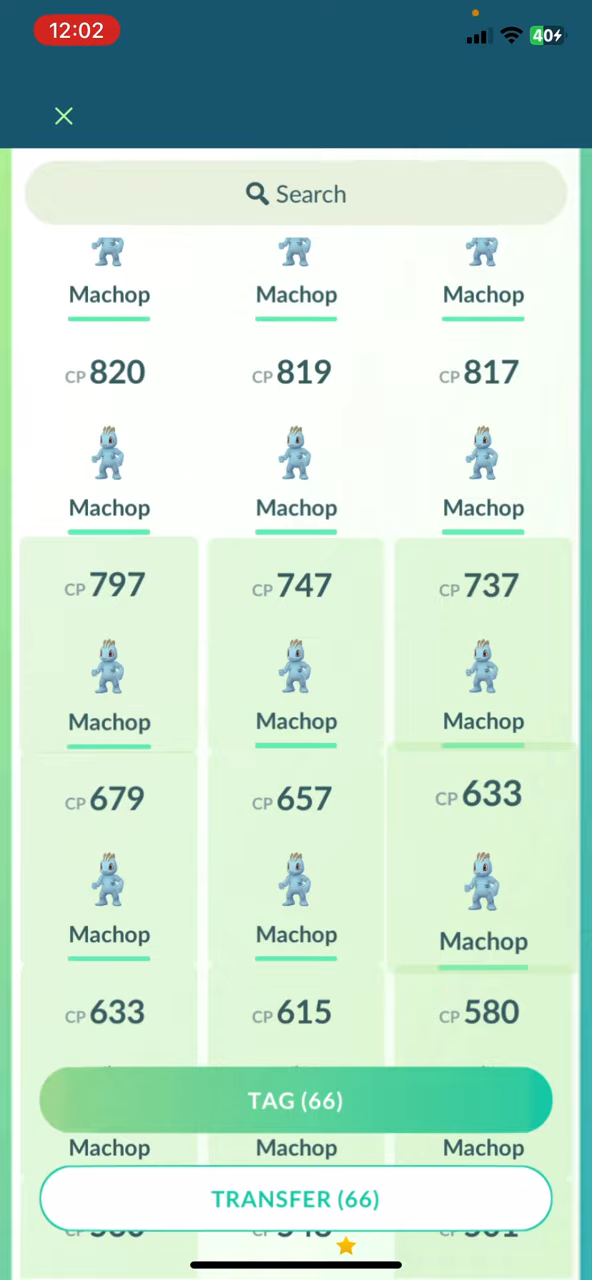 12:02
40
Search
Machop Machop Machop
CP 820 CP 819 CP 817
Machop Machop Machop
CP 797 CP 747 CP 737
Machop Machop Machop
CP 679 CP 657 CP 633
Machop Machop Machop
CP 633 CP 615 CP 580
TAG (66)
Machop Machop Machop
TRANSFER (66)